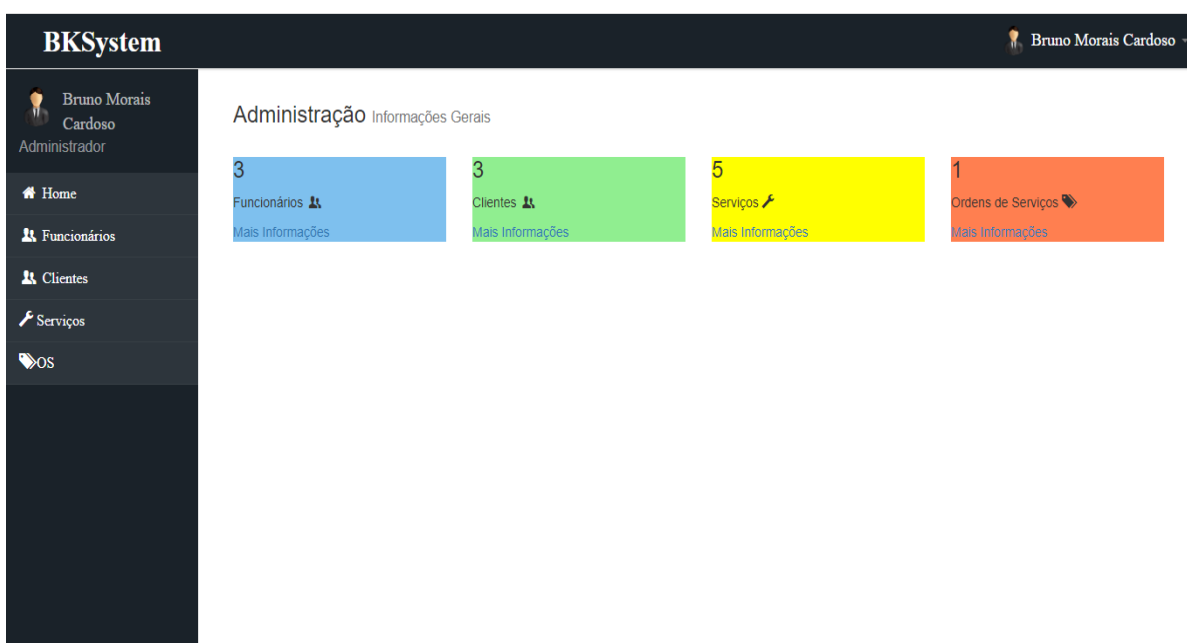 BKSystem
Bruno Morais Cardoso
Bruno Morais
Cardoso
Administrador
Home
Funcionários
Clientes
Serviços
OS
Administração Informações Gerais
3
Funcionários
Mais Informações
3
Clientes
Mais Informações
5
Serviços
Mais Informações
1
Ordens de Serviços
Mais Informações